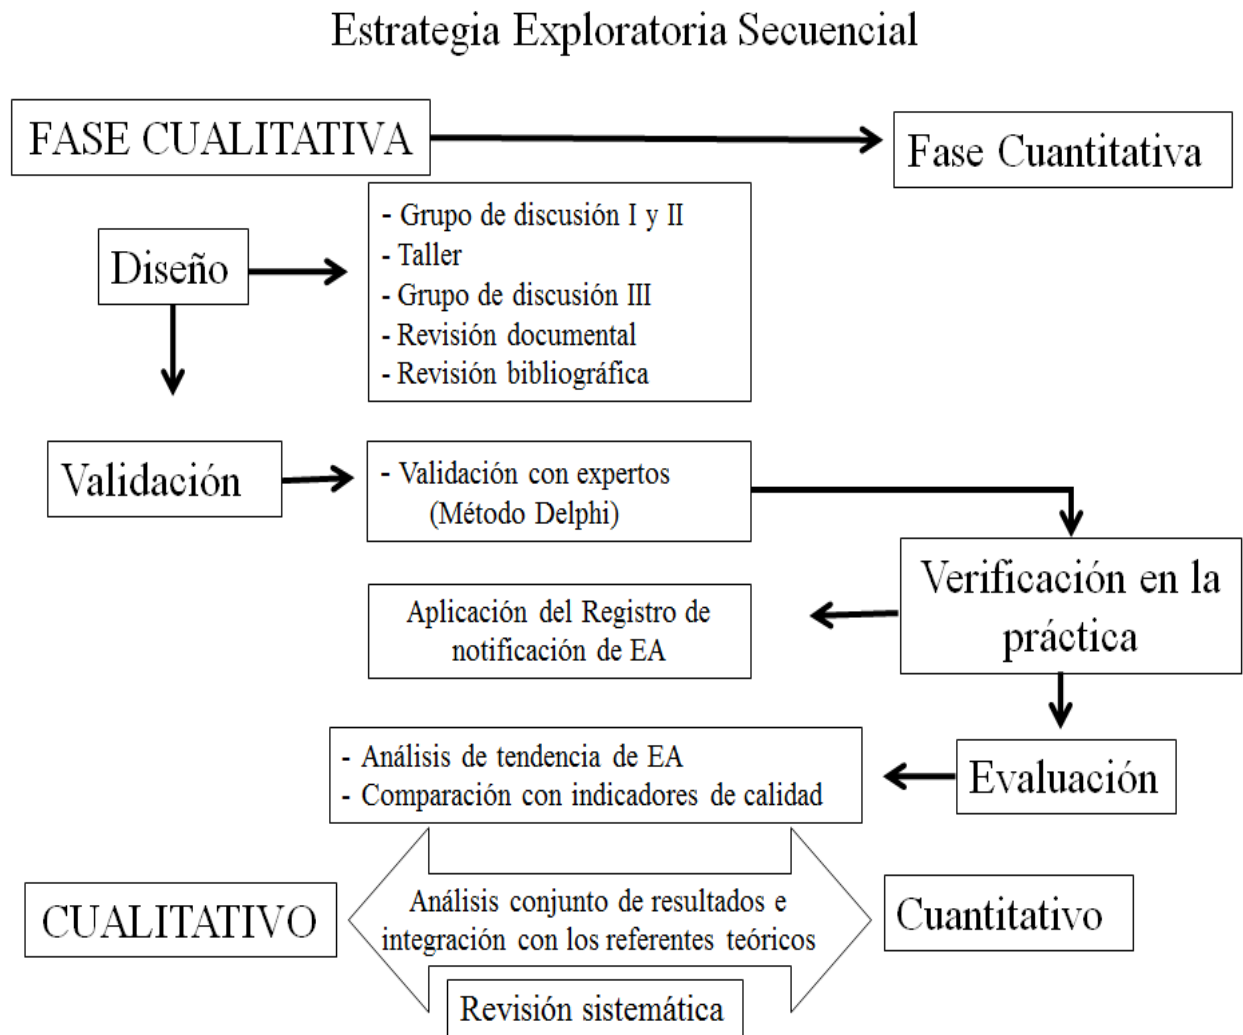 Estrategia Exploratoria Secuencial
FASE CUALITATIVA
Fase Cuantitativa
Diseño
- Grupo de discusión I y II
- Taller
- Grupo de discusión III
- Revisión documental
- Revisión bibliográfica
Validación
- Validación con expertos
(Método Delphi)
Verificación en la
práctica
Aplicación del Registro de
notificación de EA
Evaluación
- Análisis de tendencia de EA
- Comparación con indicadores de calidad
CUALITATIVO
Análisis conjunto de resultados e
integración con los referentes teóricos
Cuantitativo
Revisión sistemática